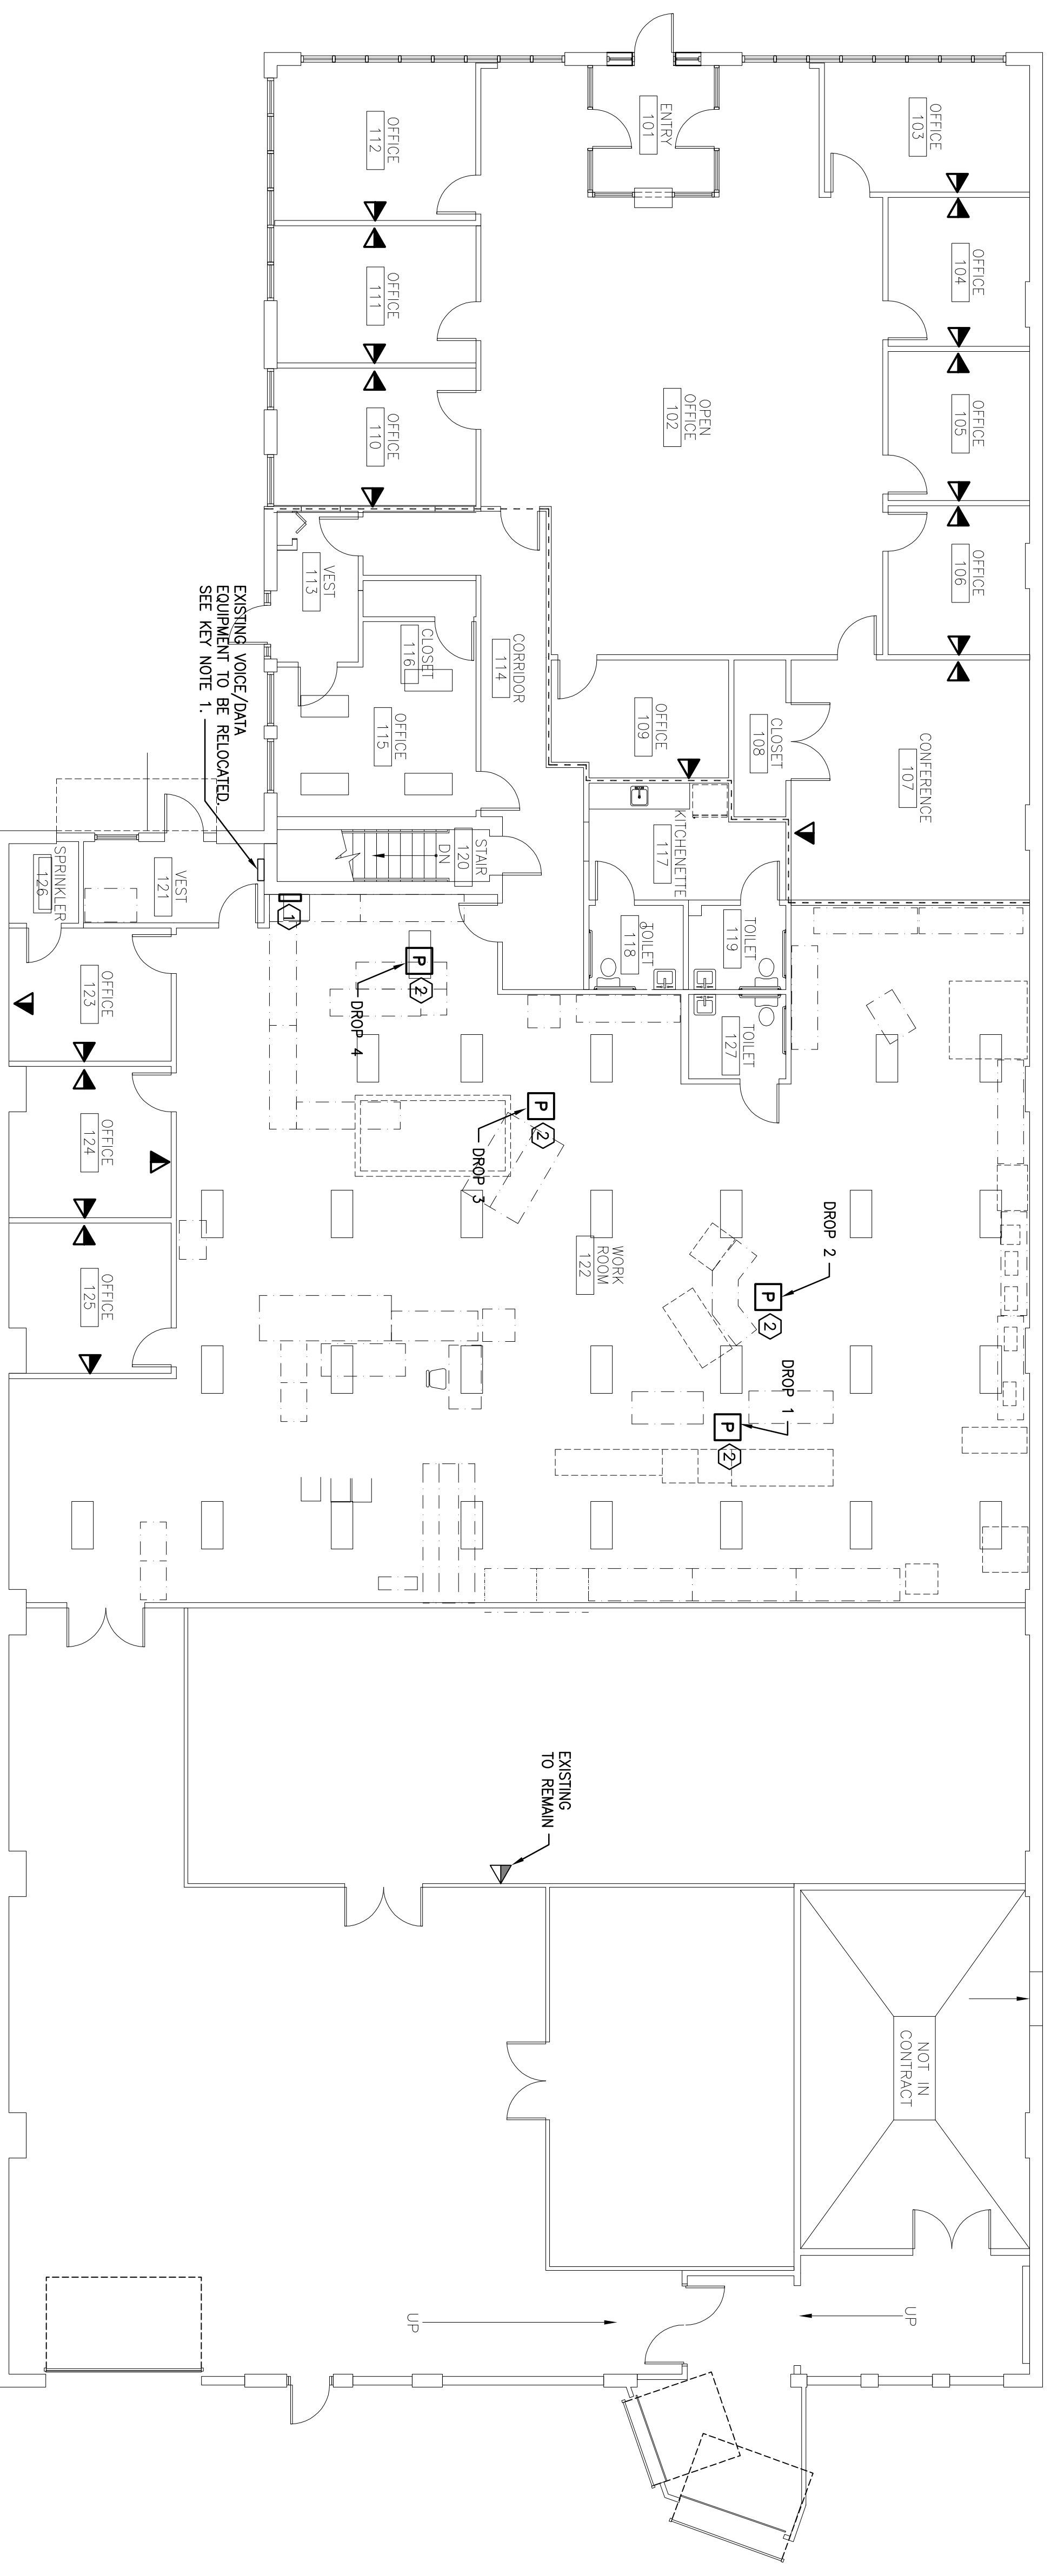 OFFICE
103
OFFICE
104
OFFICE
105
OFFICE
106
CONFERENCE
107
ENTRY
101
OPEN
OFFICE
102
CLOSET
108
OFFICE
109
OFFICE
112
OFFICE
111
OFFICE
110
VEST
113
CORRIDOR
114
CLOSET
116
OFFICE
115
KITCHENETTE
117
TOILET
118
TOILET
119
TOILET
127
STAIR
120
DN
EXISTING VOICE/DATA
EQUIPMENT TO BE RELOCATED.
SEE KEY NOTE 1.
1
VEST
121
SPRINKLER
126
OFFICE
123
OFFICE
124
OFFICE
125
WORK
ROOM
122
P
2
DROP 4
P
2
DROP 3
DROP 2
P
2
DROP 1
P
2
EXISTING
TO REMAIN
NOT IN
CONTRACT
UP
UP